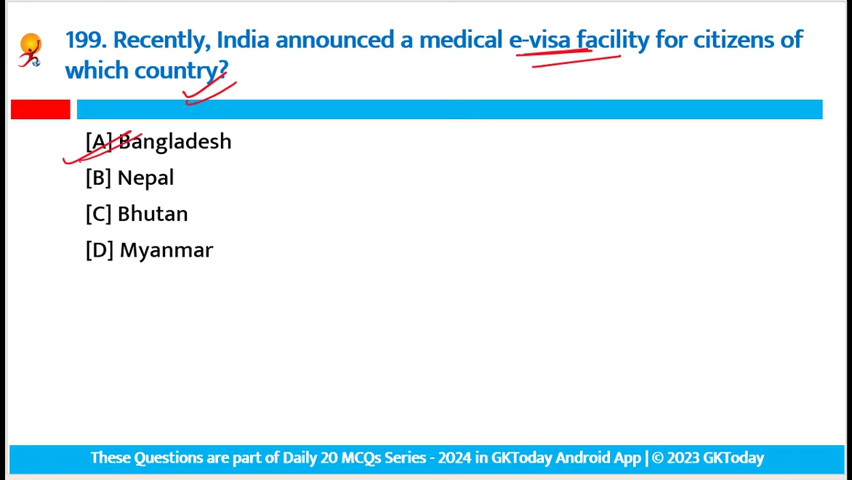 199. Recently, India announced a medical e-visa facility for citizens of
which country?
[A] Bangladesh
[B] Nepal
[C] Bhutan
[D] Myanmar
These Questions are part of Daily 20 MCQs Series - 2024 in GKToday Android App | © 2023 GKToday